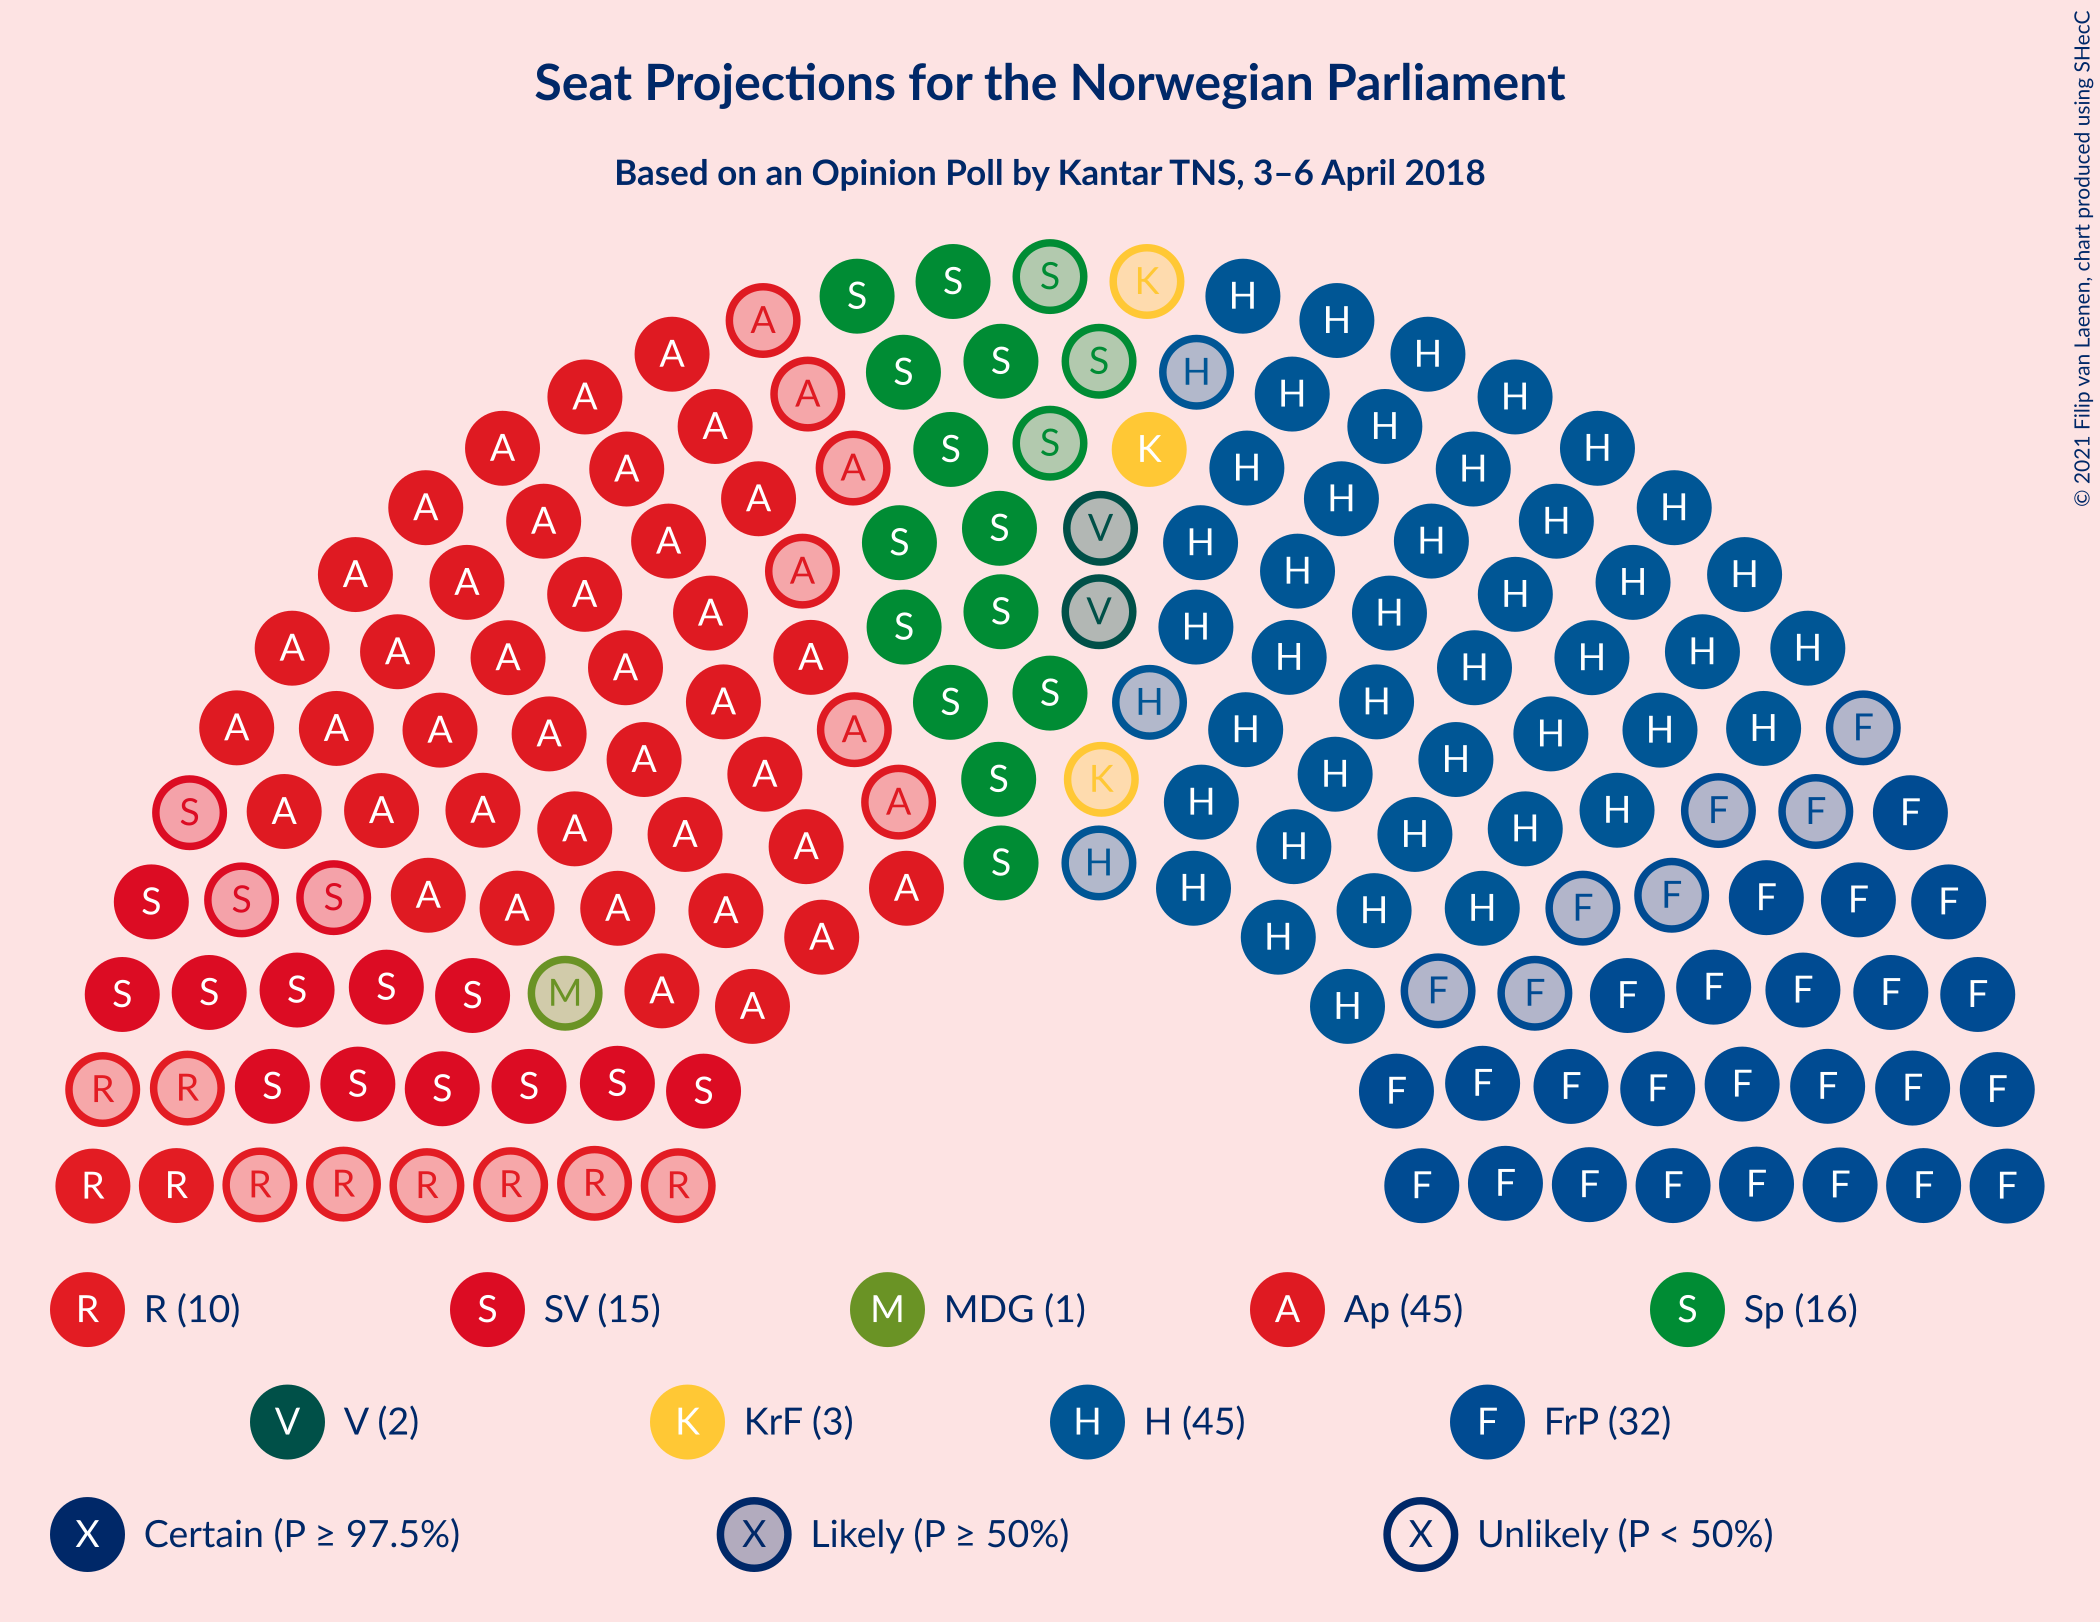 © 2021 Filip van Laenen, chart produced using SHecC
Seat Projections for the Norwegian Parliament
Based on an Opinion Poll by Kantar TNS, 3–6 April 2018
S S S K H
A H
A S S S H H
A A H H
A A S S K H H
A A H H
A A H H
A A S S V H H H
A A A A H H H H
A S S V H H
A A A A A H H H H H
A S S H H
A A A A A H H H H F
A A S K H H
S A A A A A A H H H H F F F
A S H H
S S S A A A A A H H H F F F F F
A H
S S S S S M A A H F F F F F F F
R R S S S S S S F F F F F F F F
R R R R R R R R F F F F F F F F
R R (10) S SV (15) M MDG (1) A Ap (45) S Sp (16)
V V (2) K KrF (3) H H (45) F FrP (32)
X Certain (P ≥ 97.5%) X Likely (P ≥ 50%) X Unlikely (P < 50%)